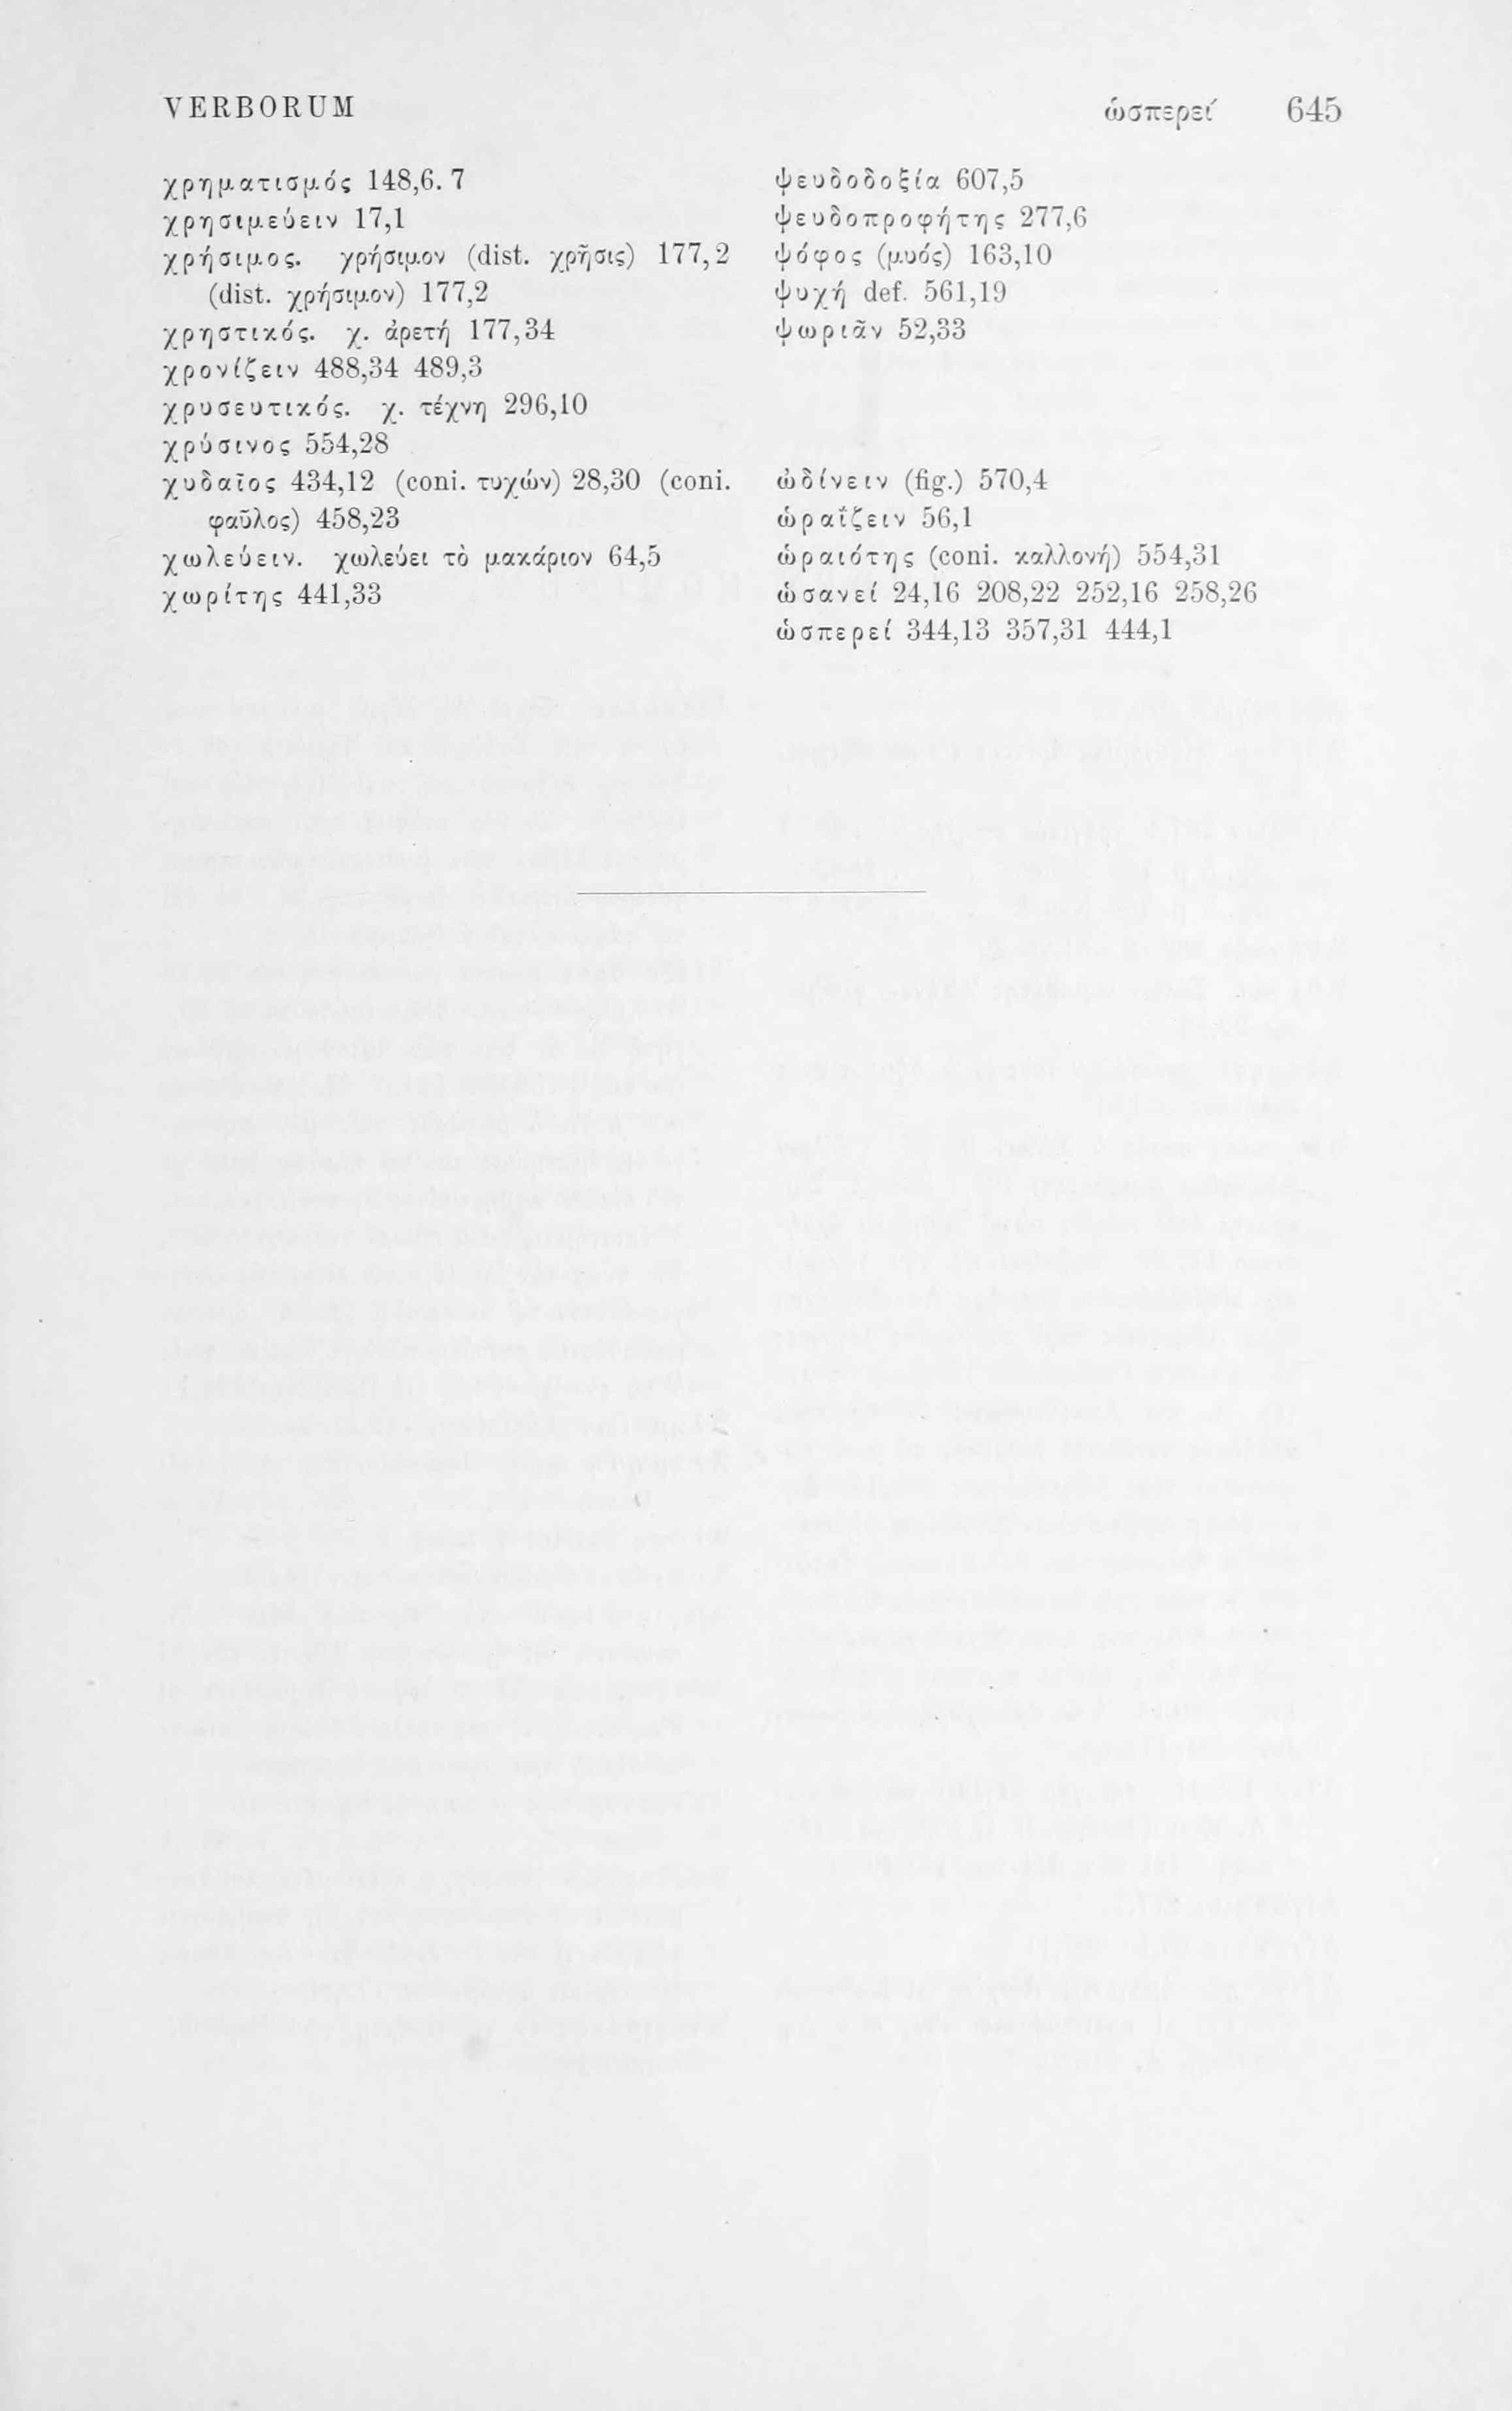 VERBORUM ὡσπερεί 645
χρηματισμός 148,6. 7
χρησιμεύειν 17,1
χρήσιμος. χρήσιμον (dist. χρῆσις) 177,2
(dist. χρήσιμον) 177,2
χρηστικός. χ. ἀρετή 177,34
χρονίζειν 488,34 489,3
χρυσευτικός. χ. τέχνη 296,10
χρύσινος 554,28
χυδαῖος 434,12 (coni. τυχών) 28,30 (coni.
φαῦλος) 458,23
χωλεύειν. χωλεύει τὸ μακάριον 64,5
χωρίτης 441,33
ψευδοδοξία 607,5
ψευδοπροφήτης 277,6
ψόφος (μυός) 163,10
ψυχή def. 561,19
ψωριᾶν 52,33
ὠδίνειν (fig.) 570,4
ὡραΐζειν 56,1
ὡραιότης (coni. καλλονή) 554,31
ὡσανεί 24,16 208,22 252,16 258,26
ὡσπερεί 344,13 357,31 444,1